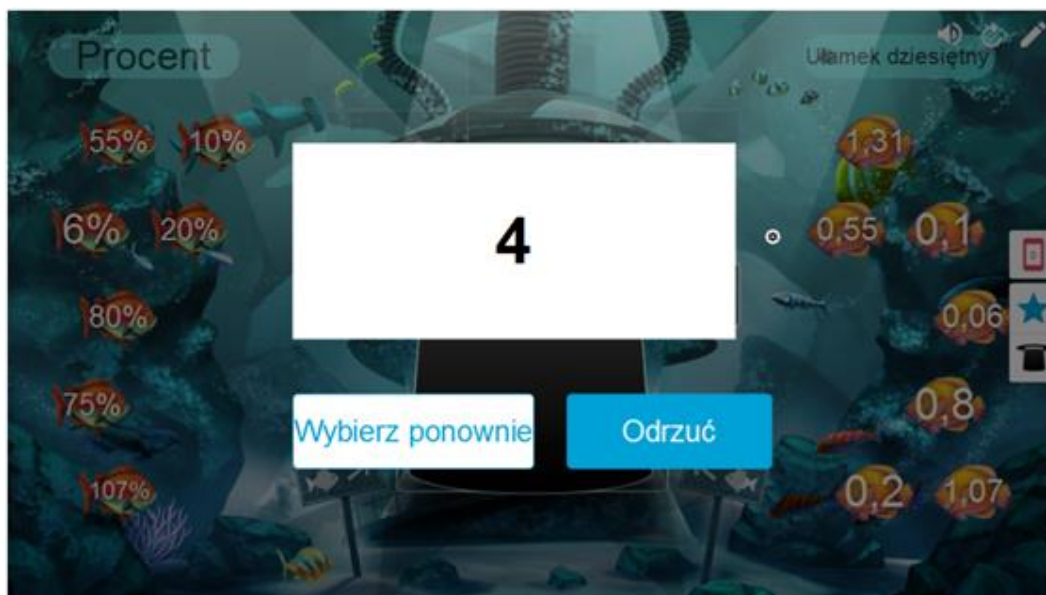 Procent
Ułamek dziesiętny
55% 10%
1,31
6% 20%
4
0,55 0,1
80%
0,06
75%
0,8
Wybierz ponownie
Odrzuć
107%
0,2 1,07